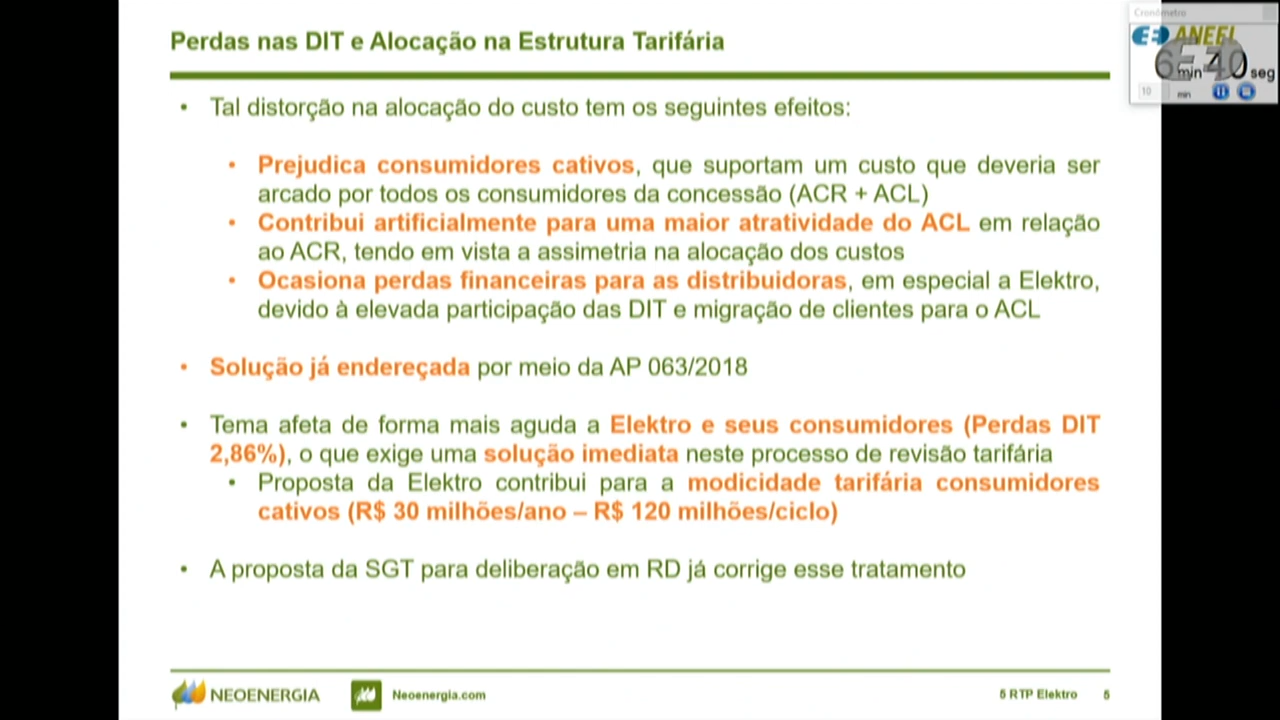 Perdas nas DIT e Alocação na Estrutura Tarifária
Cronômetro
ANEEL
6 min 40 seg
10 min
• Tal distorção na alocação do custo tem os seguintes efeitos:
• Prejudica consumidores cativos, que suportam um custo que deveria ser
arcado por todos os consumidores da concessão (ACR + ACL)
• Contribui artificialmente para uma maior atratividade do ACL em relação
ao ACR, tendo em vista a assimetria na alocação dos custos
• Ocasiona perdas financeiras para as distribuidoras, em especial a Elektro,
devido à elevada participação das DIT e migração de clientes para o ACL
• Solução já endereçada por meio da AP 063/2018
• Tema afeta de forma mais aguda a Elektro e seus consumidores (Perdas DIT
2,86%), o que exige uma solução imediata neste processo de revisão tarifária
• Proposta da Elektro contribui para a modicidade tarifária consumidores
cativos (R$ 30 milhões/ano – R$ 120 milhões/ciclo)
• A proposta da SGT para deliberação em RD já corrige esse tratamento
NEOENERGIA
Neoenergia.com
5 RTP Elektro 5